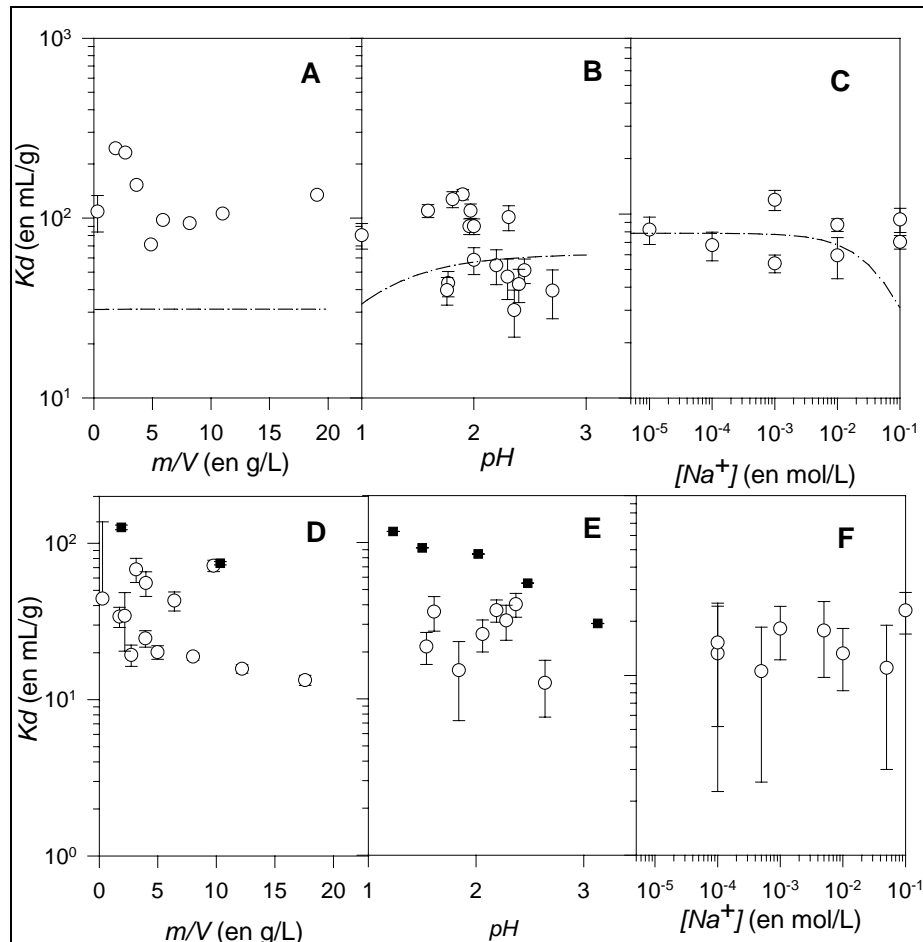 A B C
10³
10²
10¹
Kd (en mL/g)
0 5 10 15 20
1 2 3
10⁻⁵ 10⁻⁴ 10⁻³ 10⁻² 10⁻¹
m/V (en g/L)
pH
[Na⁺] (en mol/L)
D E F
10²
10¹
10⁰
Kd (en mL/g)
0 5 10 15 20
1 2 3
10⁻⁵ 10⁻⁴ 10⁻³ 10⁻² 10⁻¹
m/V (en g/L)
pH
[Na⁺] (en mol/L)